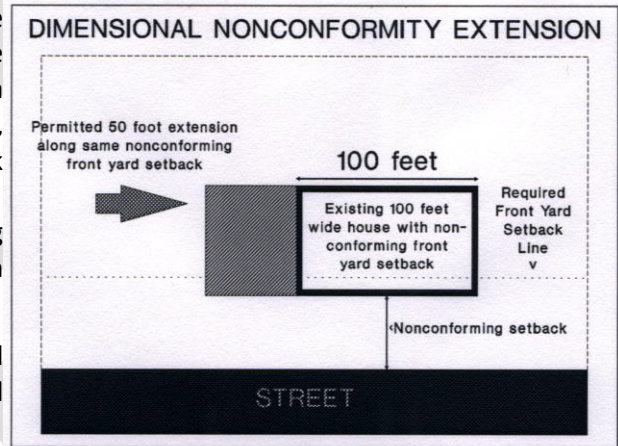 DIMENSIONAL NONCONFORMITY EXTENSION
Permitted 50 foot extension
along same nonconforming
front yard setback
100 feet
Existing 100 feet
wide house with non-
conforming front
yard setback
Required
Front Yard
Setback
Line
v
‹Nonconforming setback
STREET